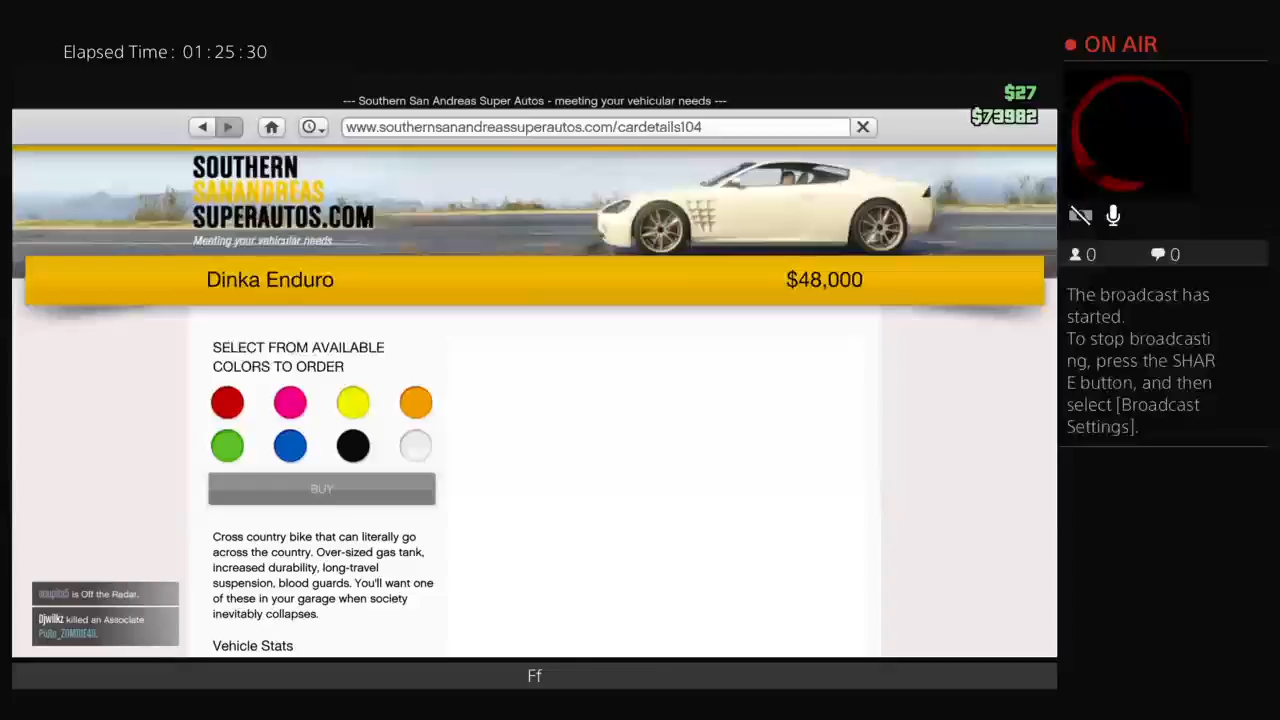 Elapsed Time: 01:25:30
ON AIR
$27
$73982
--- Southern San Andreas Super Autos - meeting your vehicular needs ---
www.southernsanandreassuperautos.com/cardetails104
SOUTHERN
SANANDREAS
SUPERAUTOS.COM
Meeting your vehicular needs
Dinka Enduro $48,000
0 0
The broadcast has
started.
To stop broadcasti
ng, press the SHAR
E button, and then
select [Broadcast
Settings].
SELECT FROM AVAILABLE
COLORS TO ORDER
BUY
Cross country bike that can literally go
across the country. Over-sized gas tank,
increased durability, long-travel
suspension, blood guards. You'll want one
of these in your garage when society
inevitably collapses.
Vehicle Stats
is Off the Radar.
Djwilkz killed an Associate
Ff